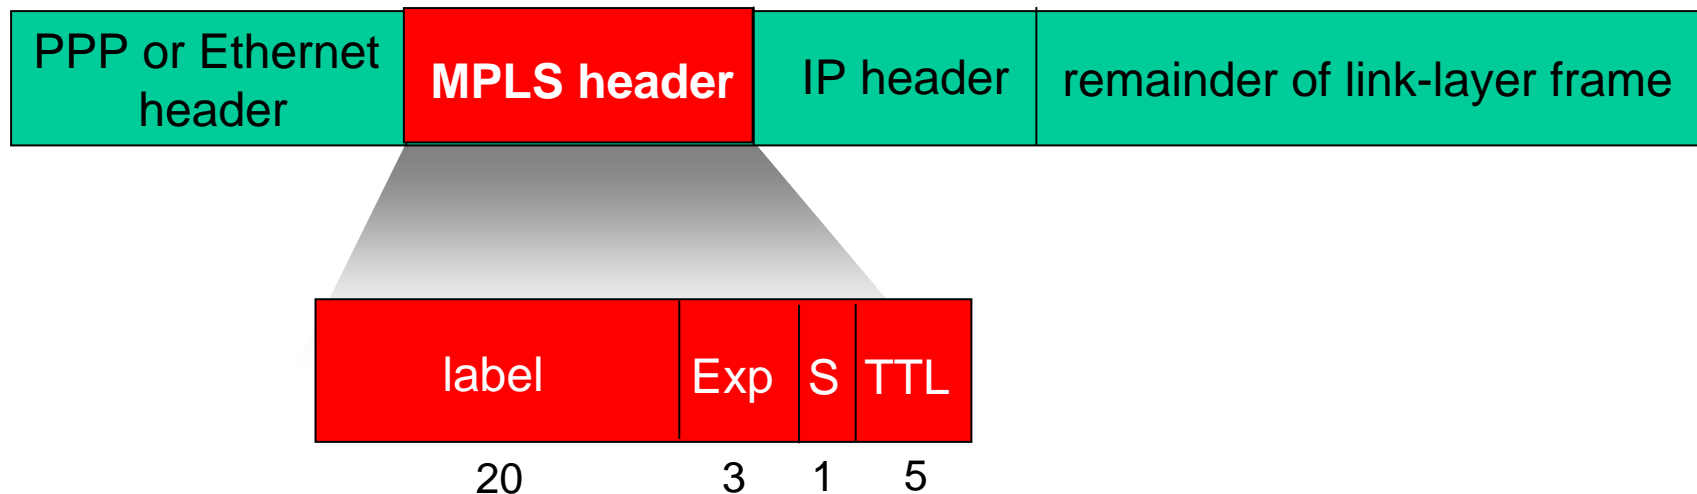 PPP or Ethernet
header
MPLS header
IP header
remainder of link-layer frame
label
Exp
S
TTL
20
3
1
5